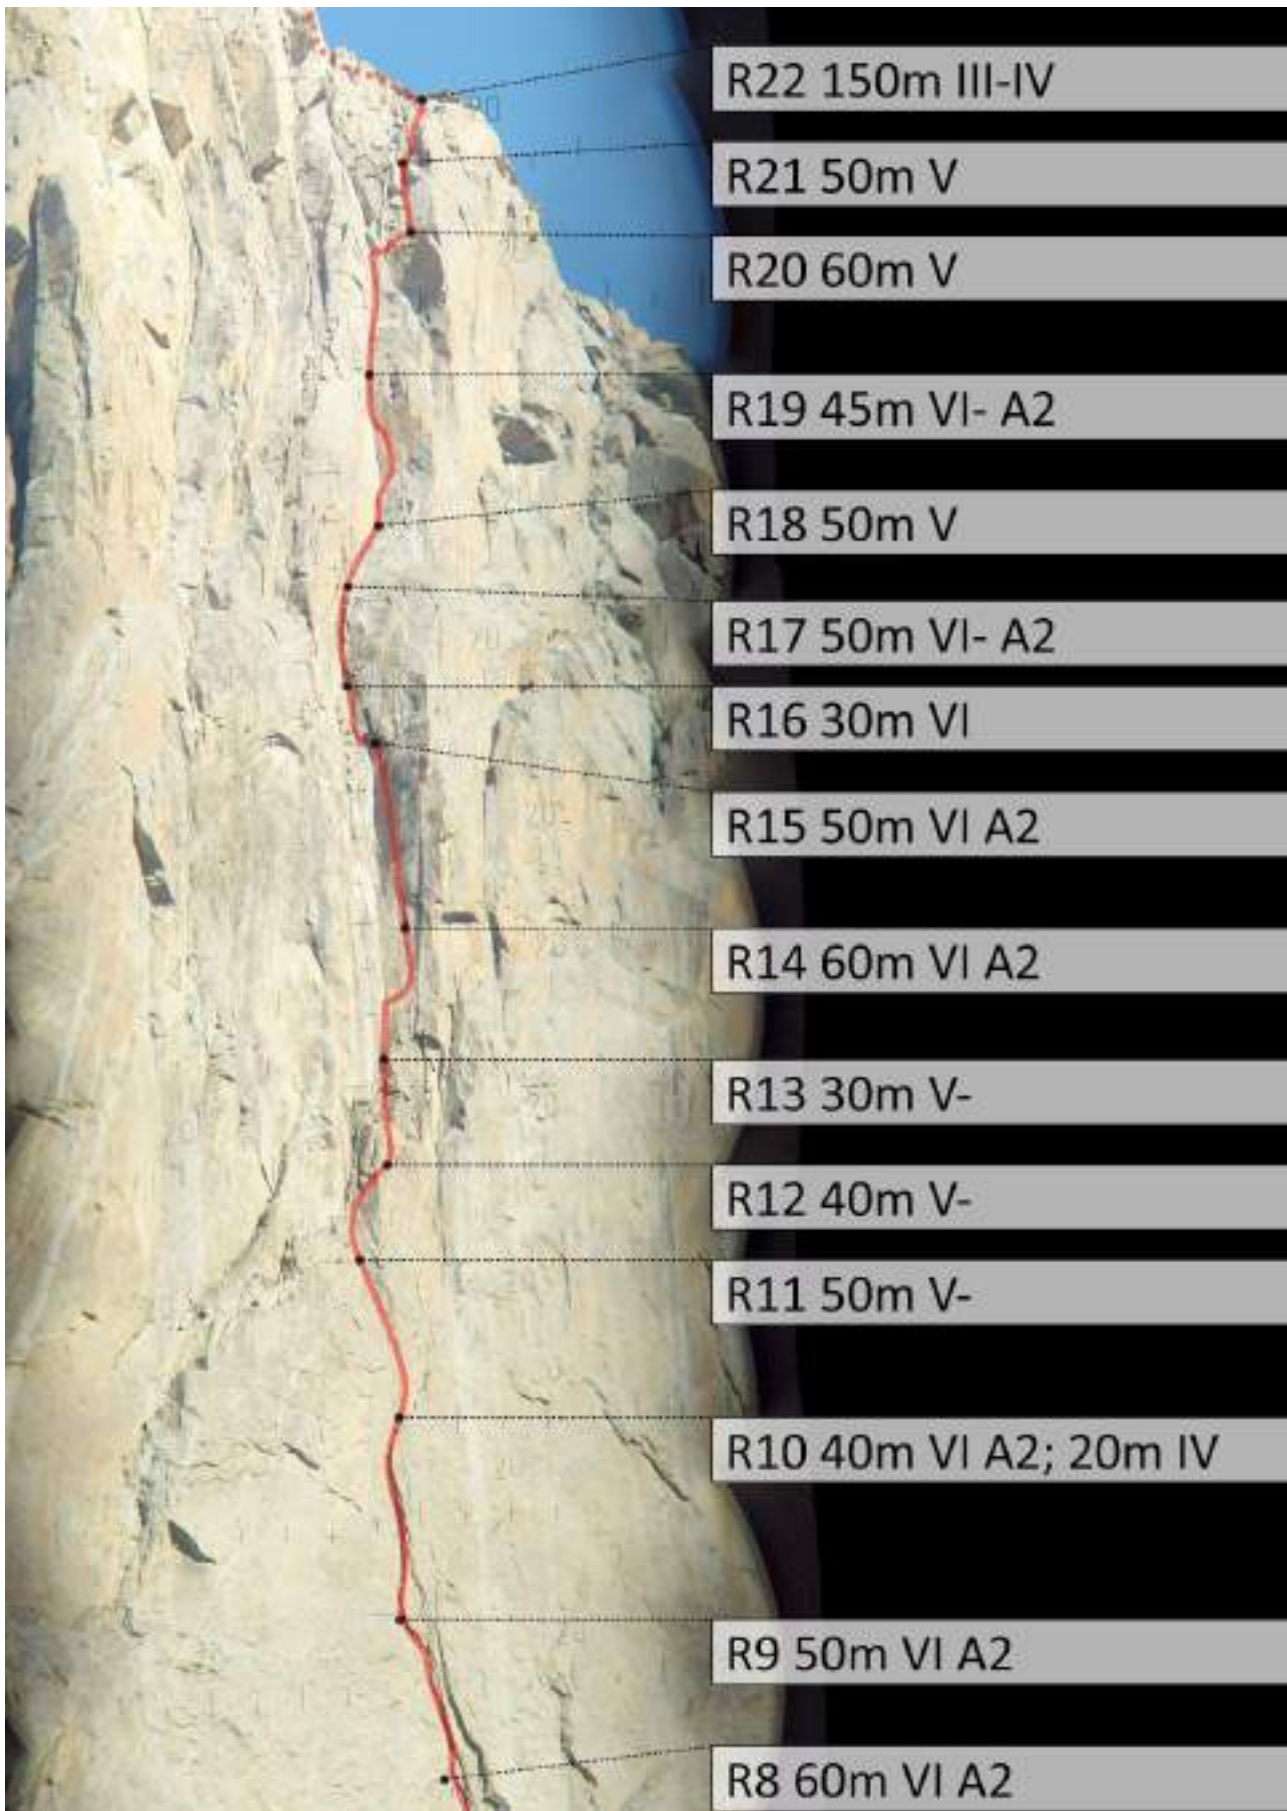 R22 150m III-IV
R21 50m V
R20 60m V
R19 45m VI- A2
R18 50m V
R17 50m VI- A2
R16 30m VI
R15 50m VI A2
R14 60m VI A2
R13 30m V-
R12 40m V-
R11 50m V-
R10 40m VI A2; 20m IV
R9 50m VI A2
R8 60m VI A2